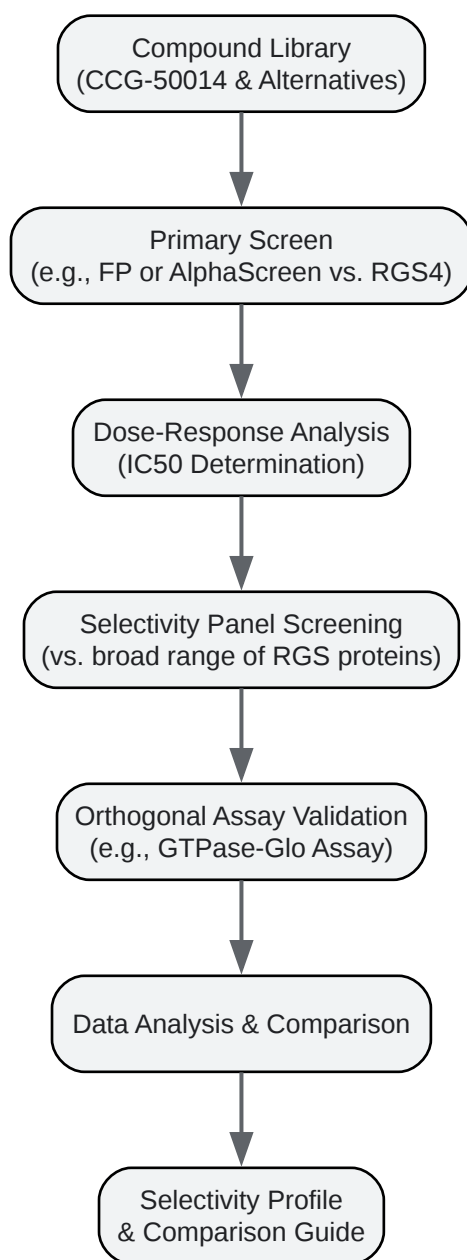 Compound Library
(CCG-50014 & Alternatives)
Primary Screen
(e.g., FP or AlphaScreen vs. RGS4)
Dose-Response Analysis
(IC50 Determination)
Selectivity Panel Screening
(vs. broad range of RGS proteins)
Orthogonal Assay Validation
(e.g., GTPase-Glo Assay)
Data Analysis & Comparison
Selectivity Profile
& Comparison Guide